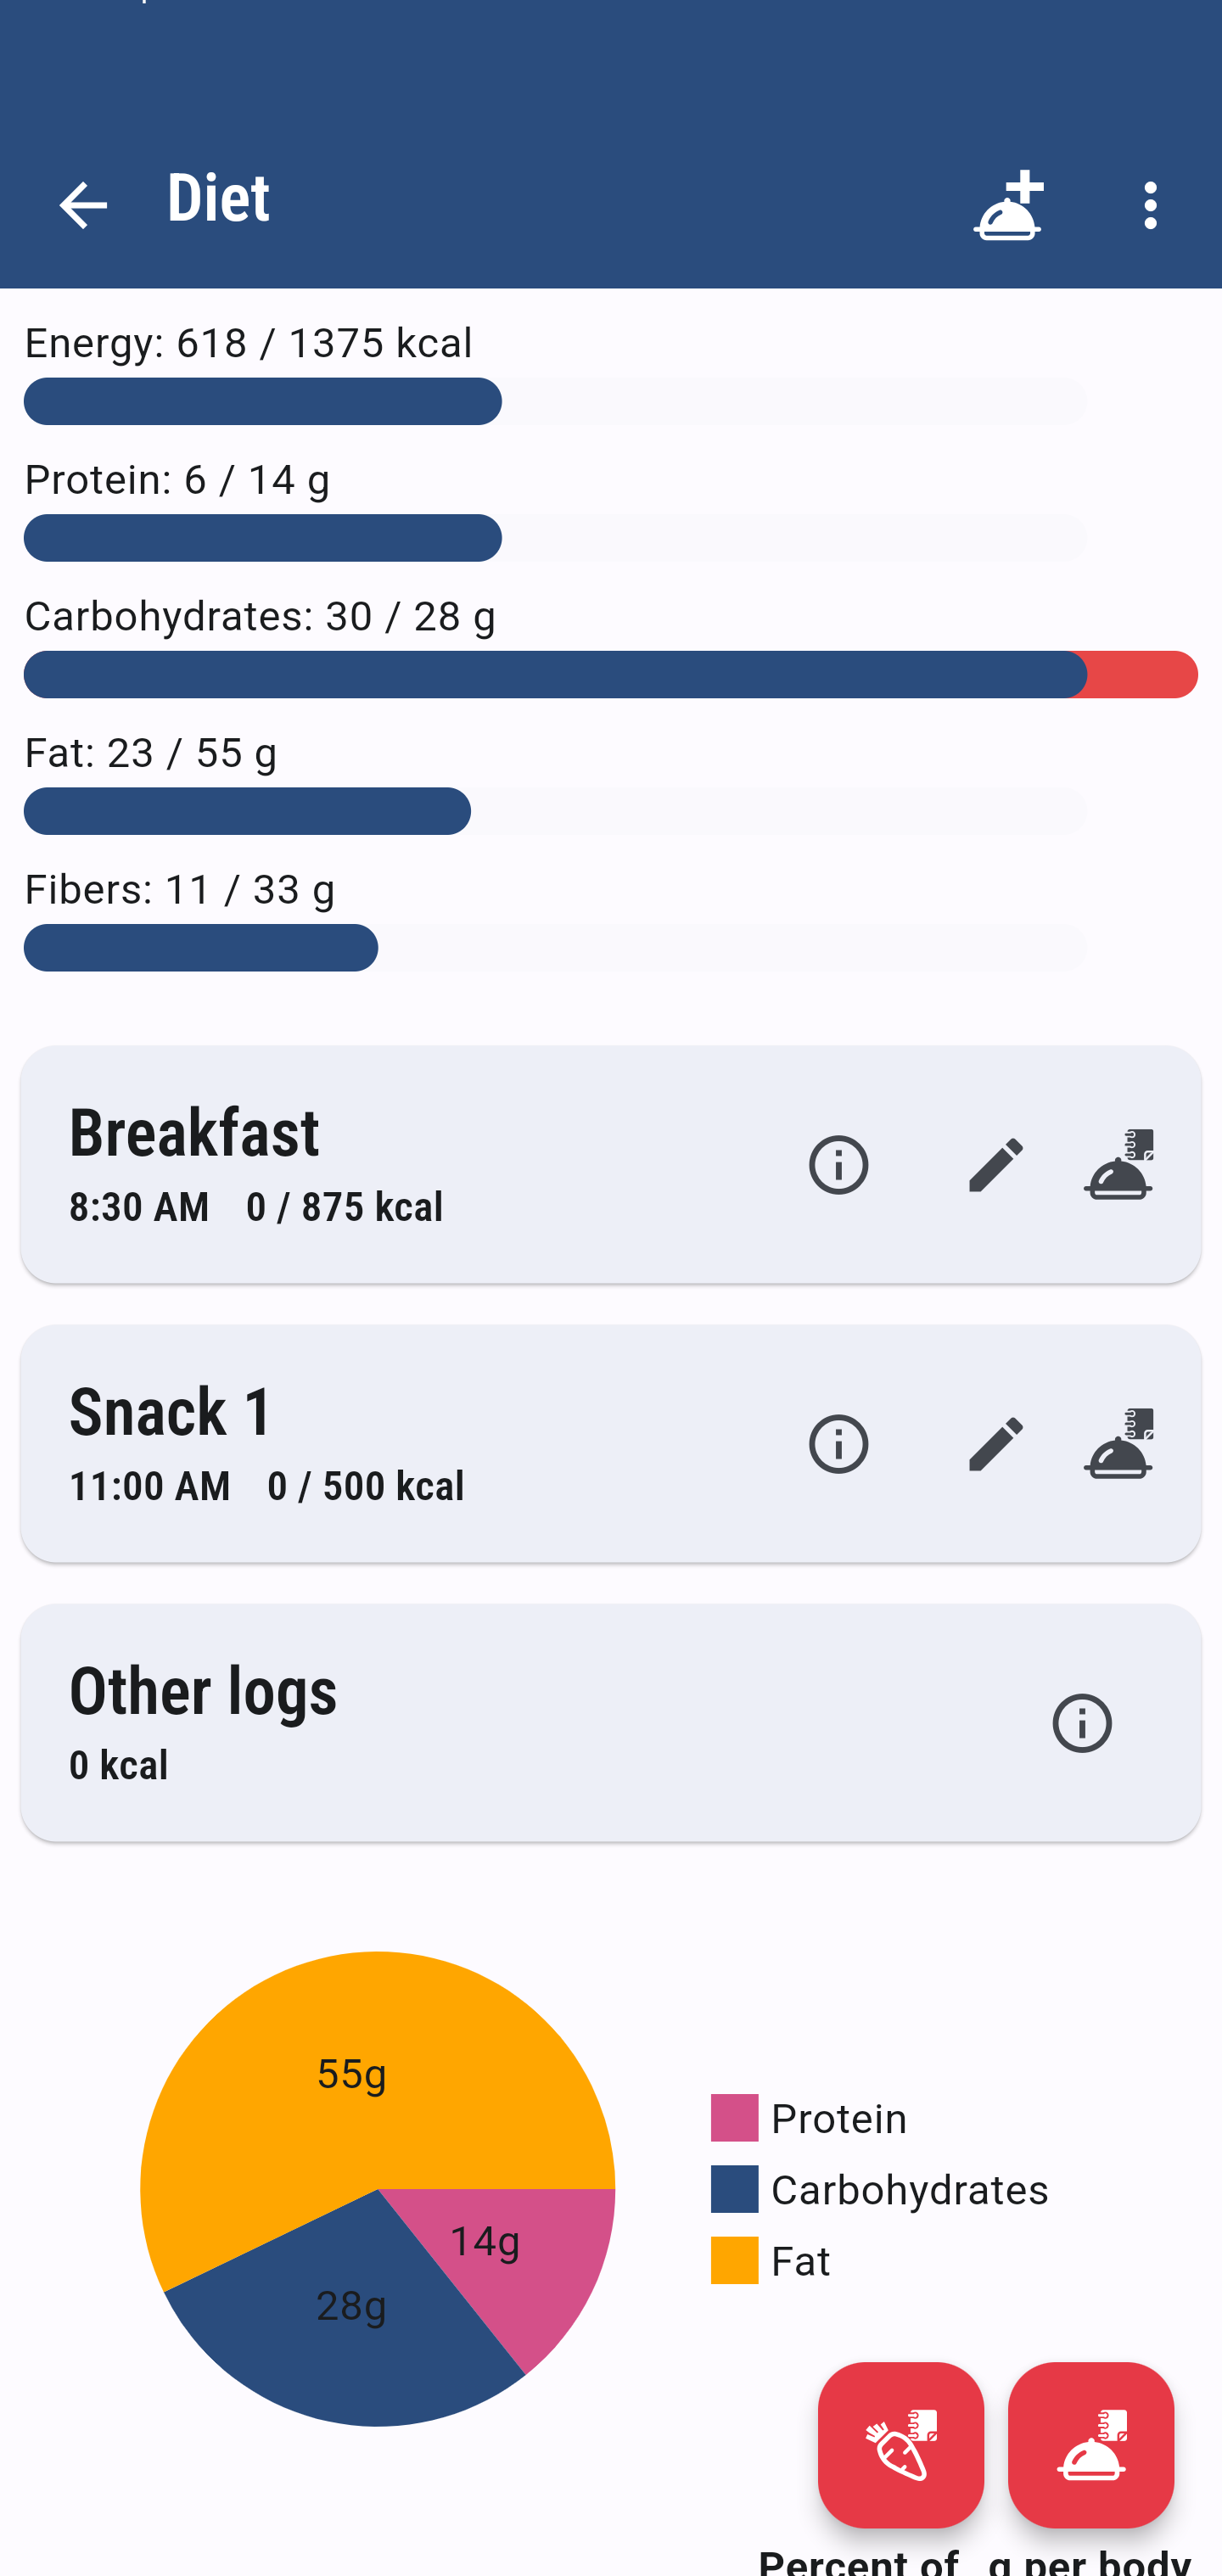 Diet
Energy: 618 / 1375 kcal
Protein: 6 / 14 g
Carbohydrates: 30 / 28 g
Fat: 23 / 55 g
Fibers: 11 / 33 g
Breakfast
8:30 AM 0 / 875 kcal
Snack 1
11:00 AM 0 / 500 kcal
Other logs
0 kcal
55g
14g
28g
Protein
Carbohydrates
Fat
Percent of g per body